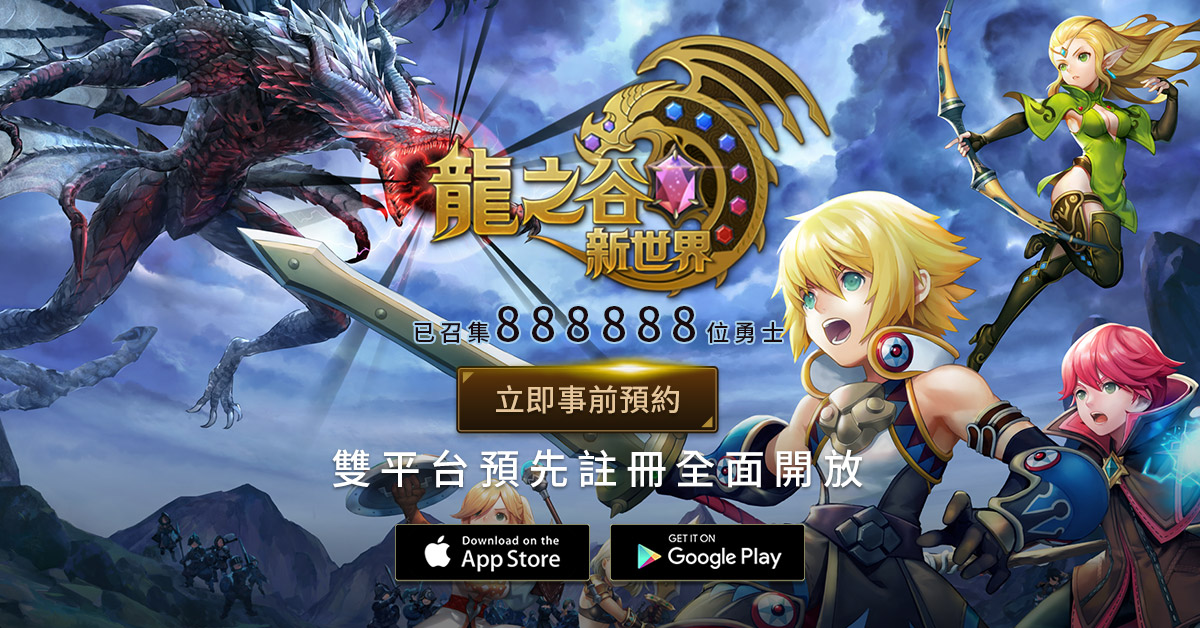 龍之谷
新世界
已召集888888位勇士
立即事前預約
雙平台預先註冊全面開放
Download on the
App Store
GET IT ON
Google Play